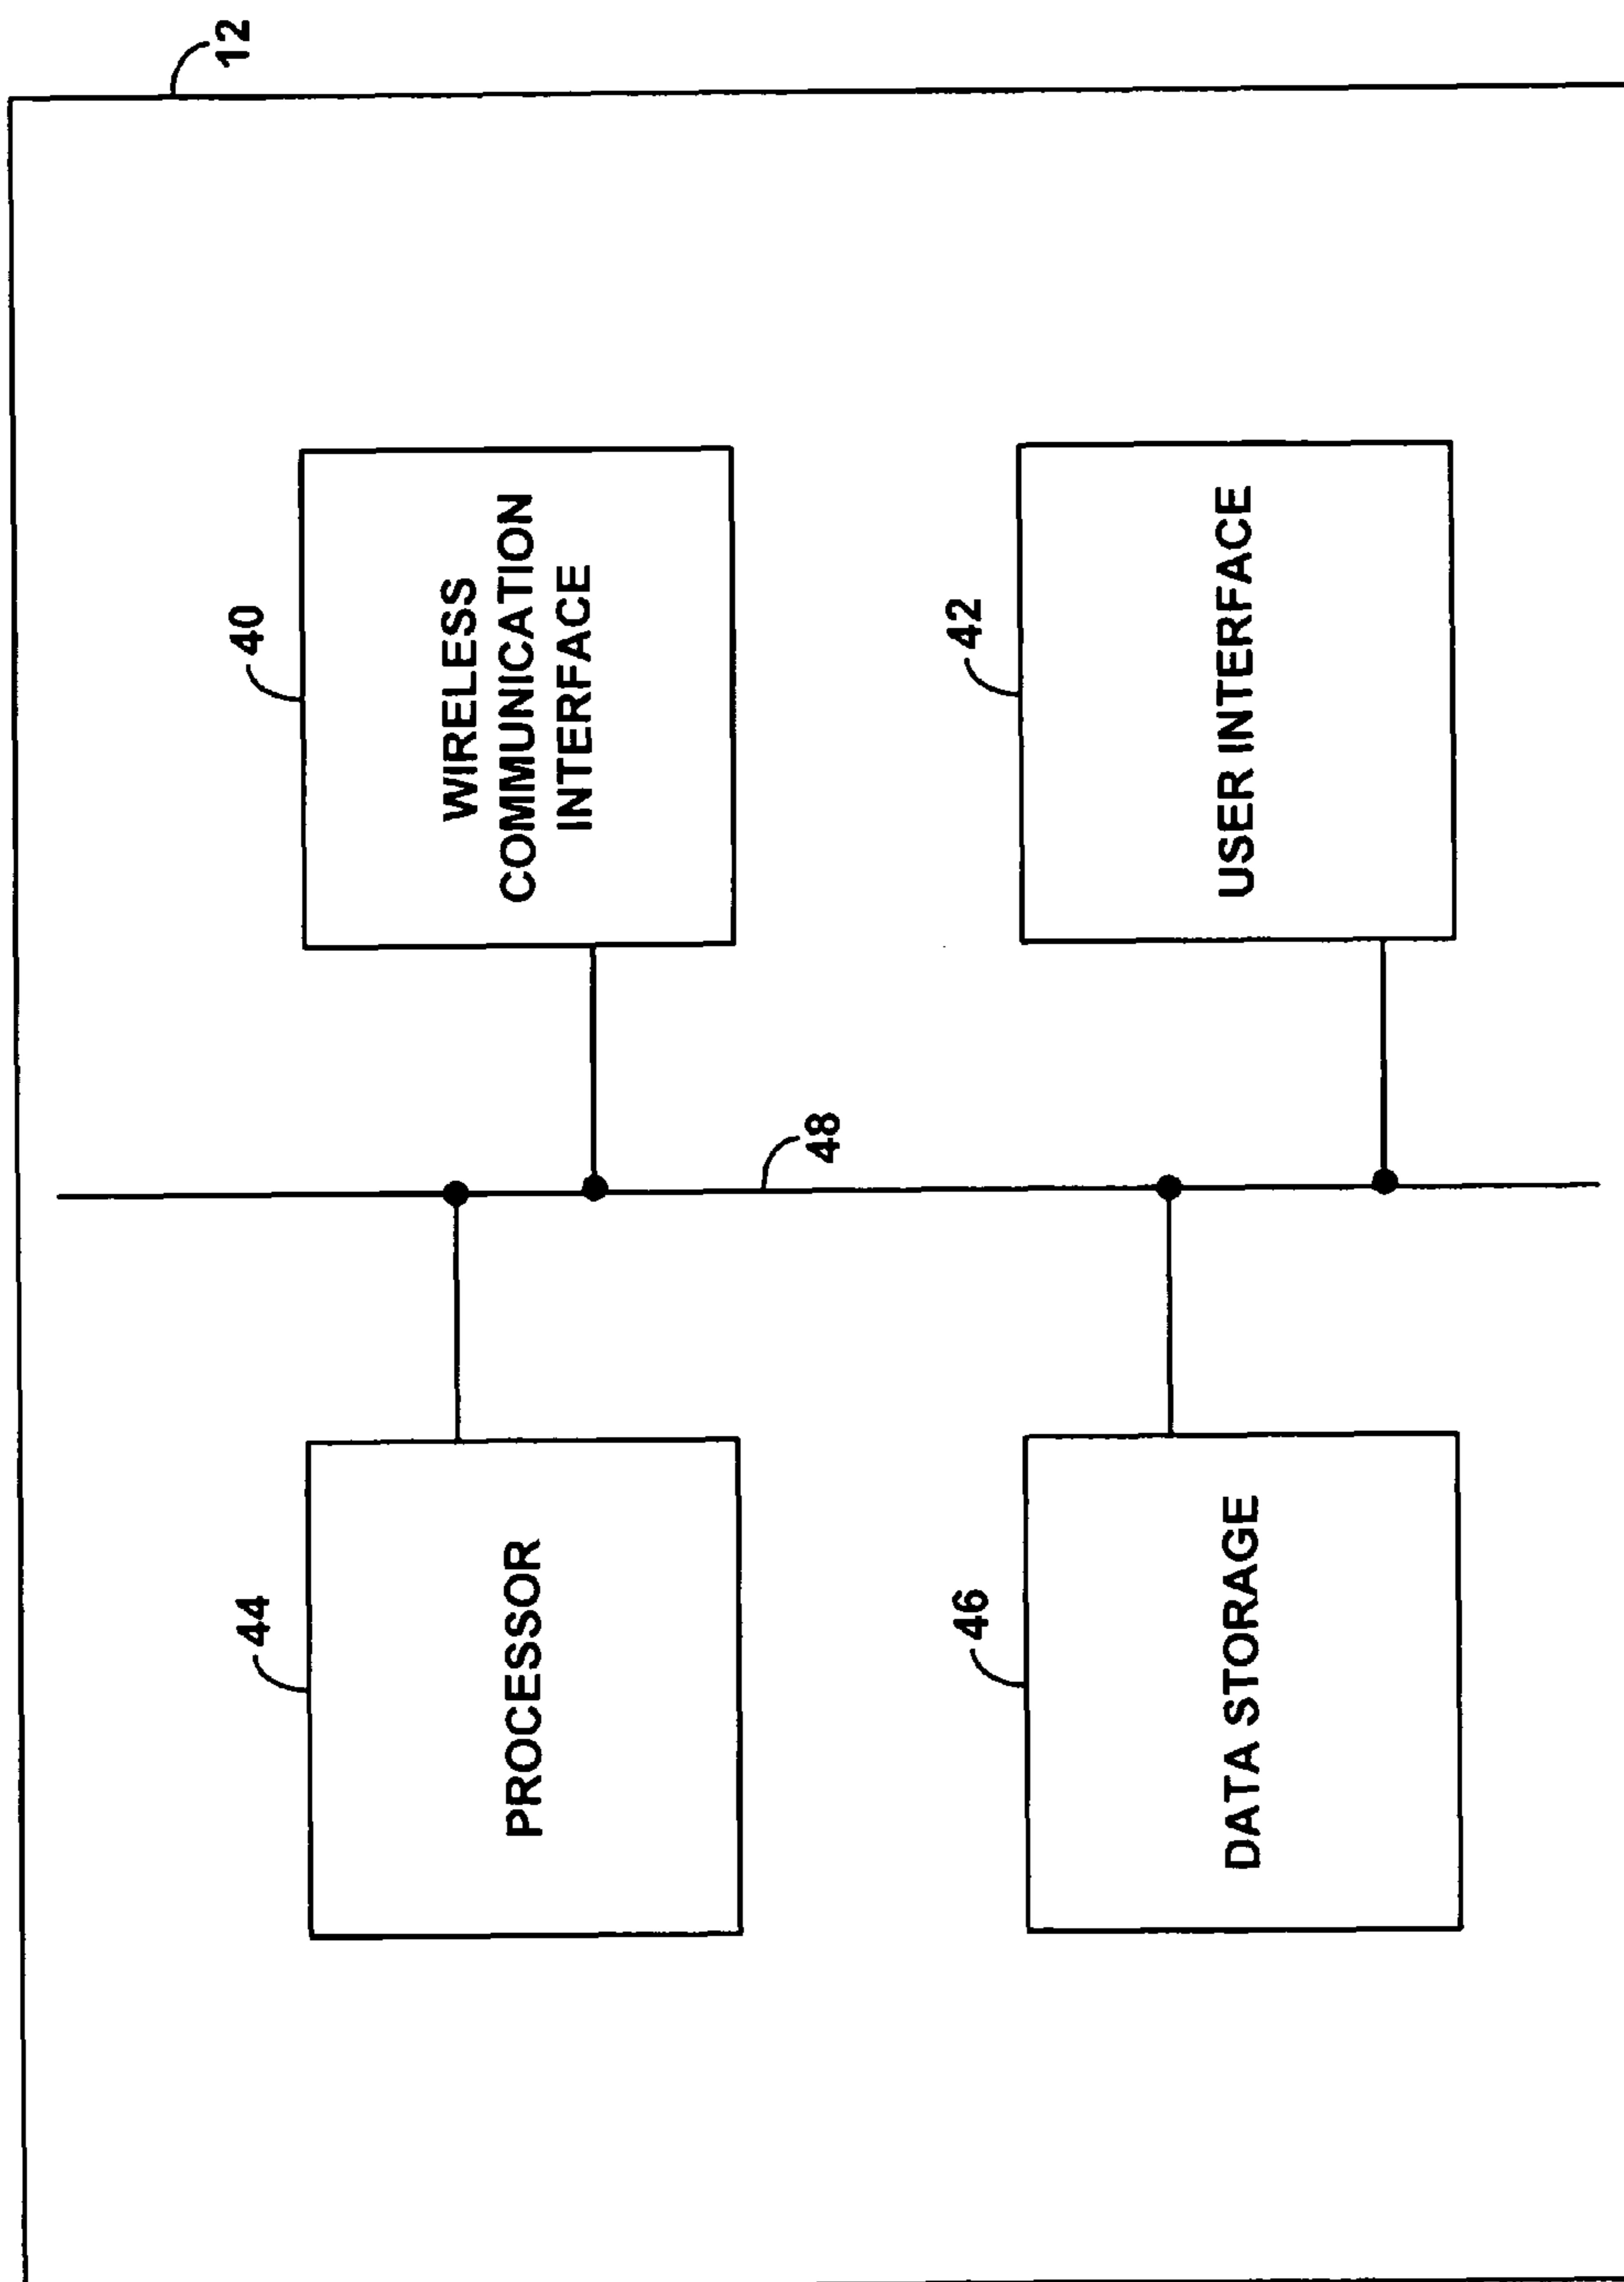 12
44
PROCESSOR
40
WIRELESS
COMMUNICATION
INTERFACE
48
46
DATA STORAGE
42
USER INTERFACE